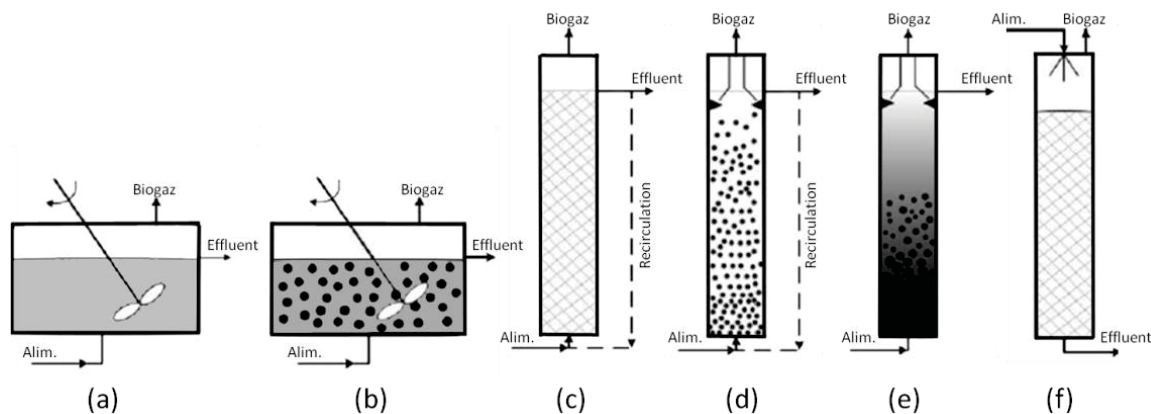 Biogaz
Effluent
Alim.
(a)
Biogaz
Effluent
Alim.
(b)
Biogaz
Effluent
Recirculation
Alim.
(c)
Biogaz
Effluent
Recirculation
Alim.
(d)
Biogaz
Effluent
Alim.
(e)
Alim.
Biogaz
Effluent
(f)